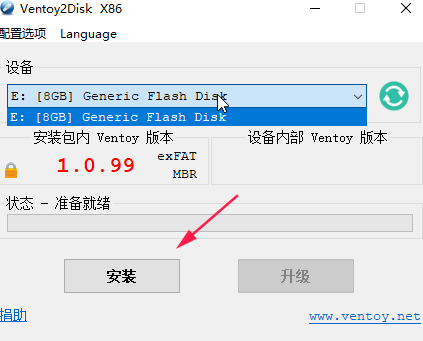 Ventoy2Disk X86
配置选项 Language
设备
E: [8GB] Generic Flash Disk
E: [8GB] Generic Flash Disk
安装包内 Ventoy 版本 设备内部 Ventoy 版本
1.0.99 exFAT
MBR
状态 - 准备就绪
安装 升级
捐助 www.ventoy.net